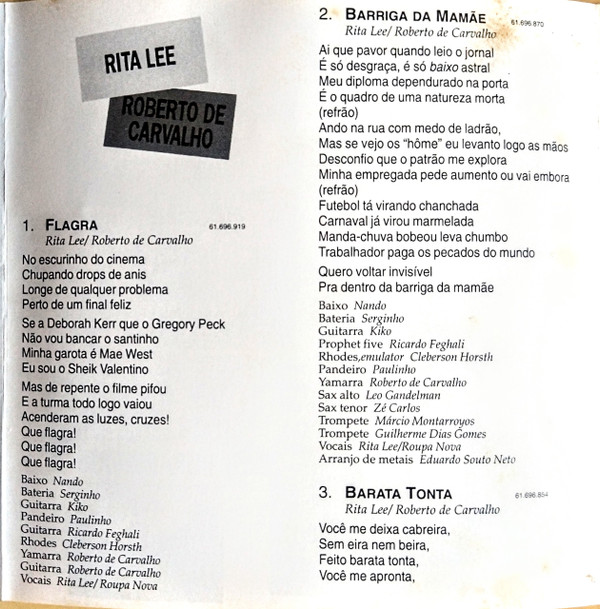 RITA LEE
ROBERTO DE
CARVALHO
1. FLAGRA 61.696.919
Rita Lee/ Roberto de Carvalho
No escurinho do cinema
Chupando drops de anis
Longe de qualquer problema
Perto de um final feliz
Se a Deborah Kerr que o Gregory Peck
Não vou bancar o santinho
Minha garota é Mae West
Eu sou o Sheik Valentino
Mas de repente o filme pifou
E a turma todo logo vaiou
Acenderam as luzes, cruzes!
Que flagra!
Que flagra!
Que flagra!
Baixo Nando
Bateria Serginho
Guitarra Kiko
Pandeiro Paulinho
Guitarra Ricardo Feghali
Rhodes Cleberson Horsth
Yamarra Roberto de Carvalho
Guitarra Roberto de Carvalho
Vocais Rita Lee/ Roupa Nova
2. BARRIGA DA MAMÃE 61.696.870
Rita Lee/ Roberto de Carvalho
Ai que pavor quando leio o jornal
É só desgraça, é só baixo astral
Meu diploma dependurado na porta
É o quadro de uma natureza morta
(refrão)
Ando na rua com medo de ladrão,
Mas se vejo os "hôme" eu levanto logo as mãos
Desconfio que o patrão me explora
Minha empregada pede aumento ou vai embora
(refrão)
Futebol tá virando chanchada
Carnaval já virou marmelada
Manda-chuva bobeou leva chumbo
Trabalhador paga os pecados do mundo
Quero voltar invisível
Pra dentro da barriga da mamãe
Baixo Nando
Bateria Serginho
Guitarra Kiko
Prophet five Ricardo Feghali
Rhodes,emulator Cleberson Horsth
Pandeiro Paulinho
Yamarra Roberto de Carvalho
Sax alto Leo Gandelman
Sax tenor Zé Carlos
Trompete Márcio Montarroyos
Trompete Guilherme Dias Gomes
Vocais Rita Lee/Roupa Nova
Arranjo de metais Eduardo Souto Neto
3. BARATA TONTA 61.696.854
Rita Lee/ Roberto de Carvalho
Você me deixa cabreira,
Sem eira nem beira,
Feito barata tonta,
Você me apronta,